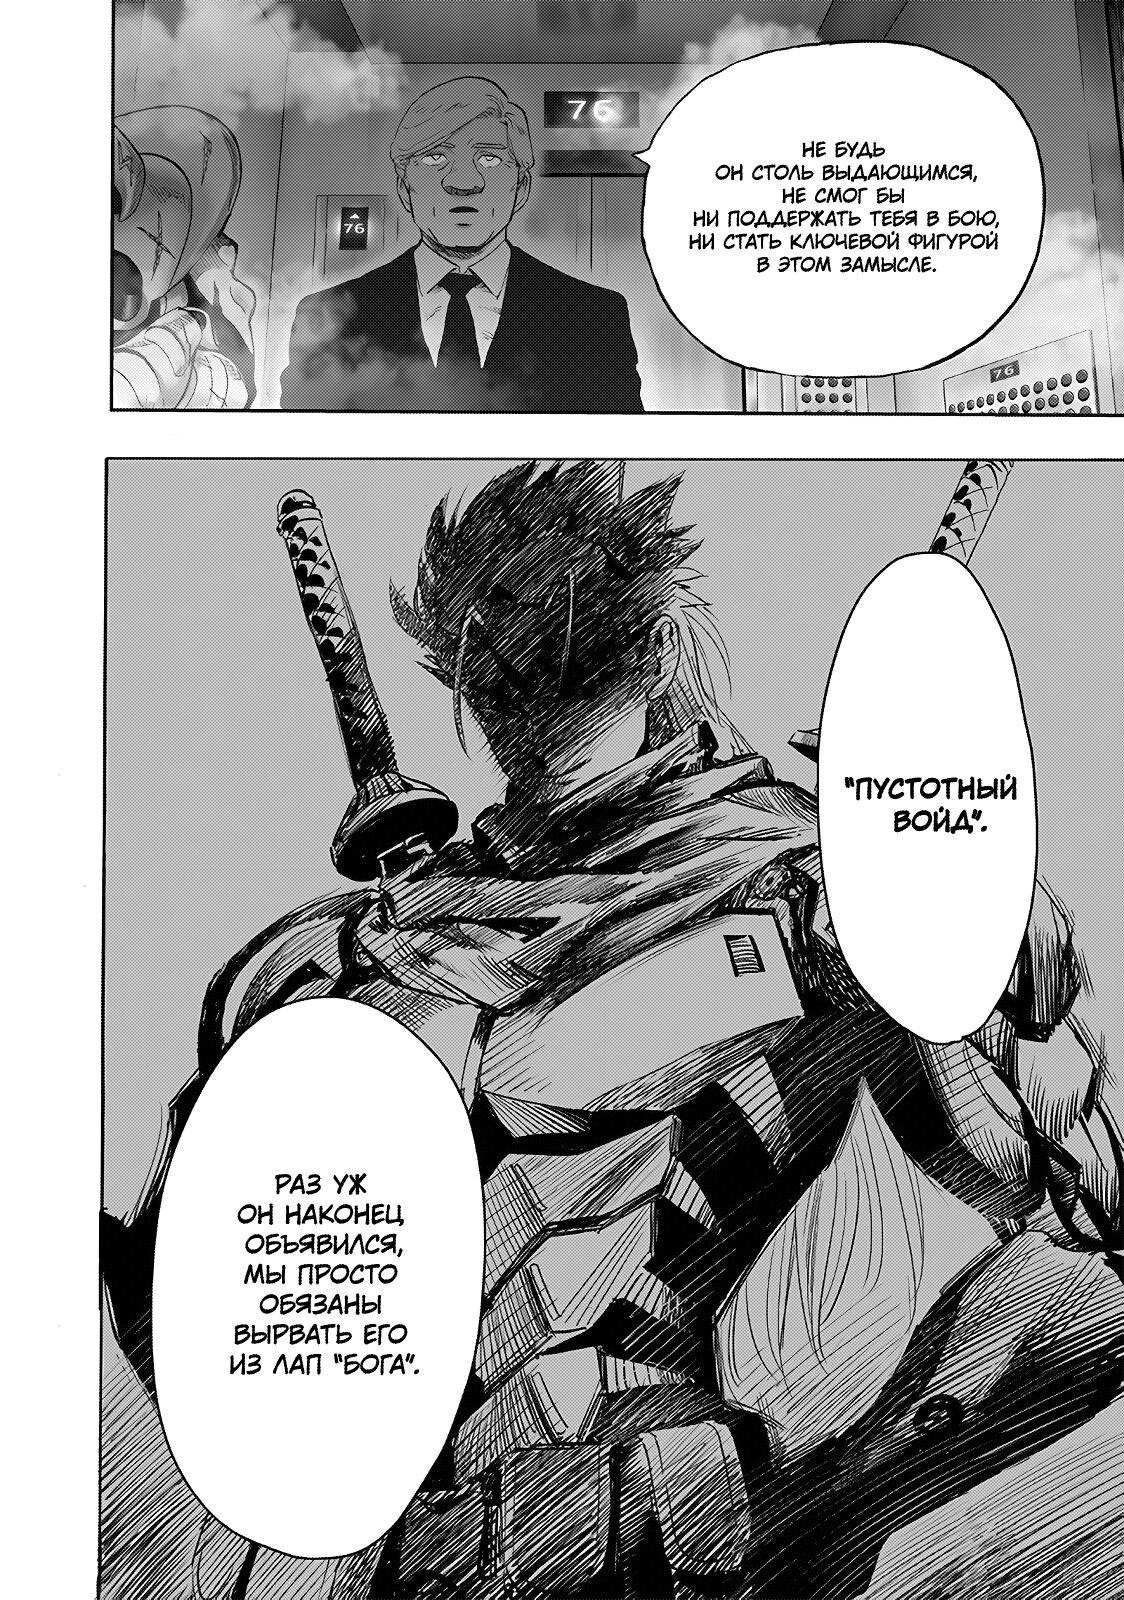 76
76
НЕ БУДЬ
ОН СТОЛЬ ВЫДАЮЩИМСЯ,
НЕ СМОГ БЫ
НИ ПОДДЕРЖАТЬ ТЕБЯ В БОЮ,
НИ СТАТЬ КЛЮЧЕВОЙ ФИГУРОЙ
В ЭТОМ ЗАМЫСЛЕ.
76
"ПУСТОТНЫЙ
ВОЙД".
РАЗ УЖ
ОН НАКОНЕЦ
ОБЪЯВИЛСЯ,
МЫ ПРОСТО
ОБЯЗАНЫ
ВЫРВАТЬ ЕГО
ИЗ ЛАП "БОГА".